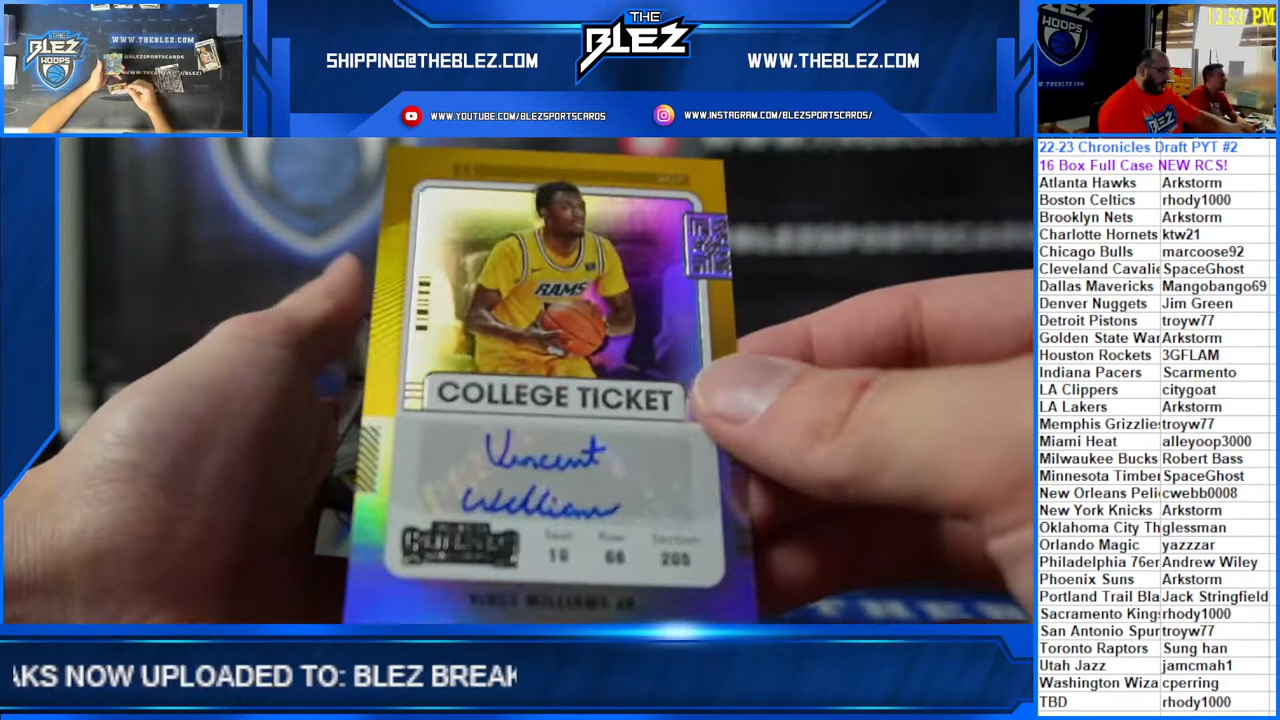 THE
BLEZ
HOOPS
WWW.THEBLEZ.COM
SHIPPING@THEBLEZ.COM
THE
BLEZ
WWW.THEBLEZ.COM
WWW.YOUTUBE.COM/BLEZSPORTSCARDS
WWW.INSTAGRAM.COM/BLEZSPORTSCARDS/
BLEZ
HOOPS
13:53 PM
22-23 Chronicles Draft PYT #2
16 Box Full Case NEW RCS!
Atlanta Hawks Arkstorm
Boston Celtics rhody1000
Brooklyn Nets Arkstorm
Charlotte Hornets ktw21
Chicago Bulls marcoose92
Cleveland Cavalie SpaceGhost
Dallas Mavericks Mangobango69
Denver Nuggets Jim Green
Detroit Pistons troyw77
Golden State War Arkstorm
Houston Rockets 3GFLAM
Indiana Pacers Scarmento
LA Clippers citygoat
LA Lakers Arkstorm
Memphis Grizzlies troyw77
Miami Heat alleyoop3000
Milwaukee Bucks Robert Bass
Minnesota Timber SpaceGhost
New Orleans Peli cwebb0008
New York Knicks Arkstorm
Oklahoma City Th glessman
Orlando Magic yazzzar
Philadelphia 76er Andrew Wiley
Phoenix Suns Arkstorm
Portland Trail Bla Jack Stringfield
Sacramento Kings rhody1000
San Antonio Spur troyw77
Toronto Raptors Sung han
Utah Jazz jamcmah1
Washington Wiza cperring
TBD rhody1000
RAMS
COLLEGE TICKET
Vincent
William
Seat Row Section
18 66 205
VINCE WILLIAMS JR
AKS NOW UPLOADED TO: BLEZ BREAK